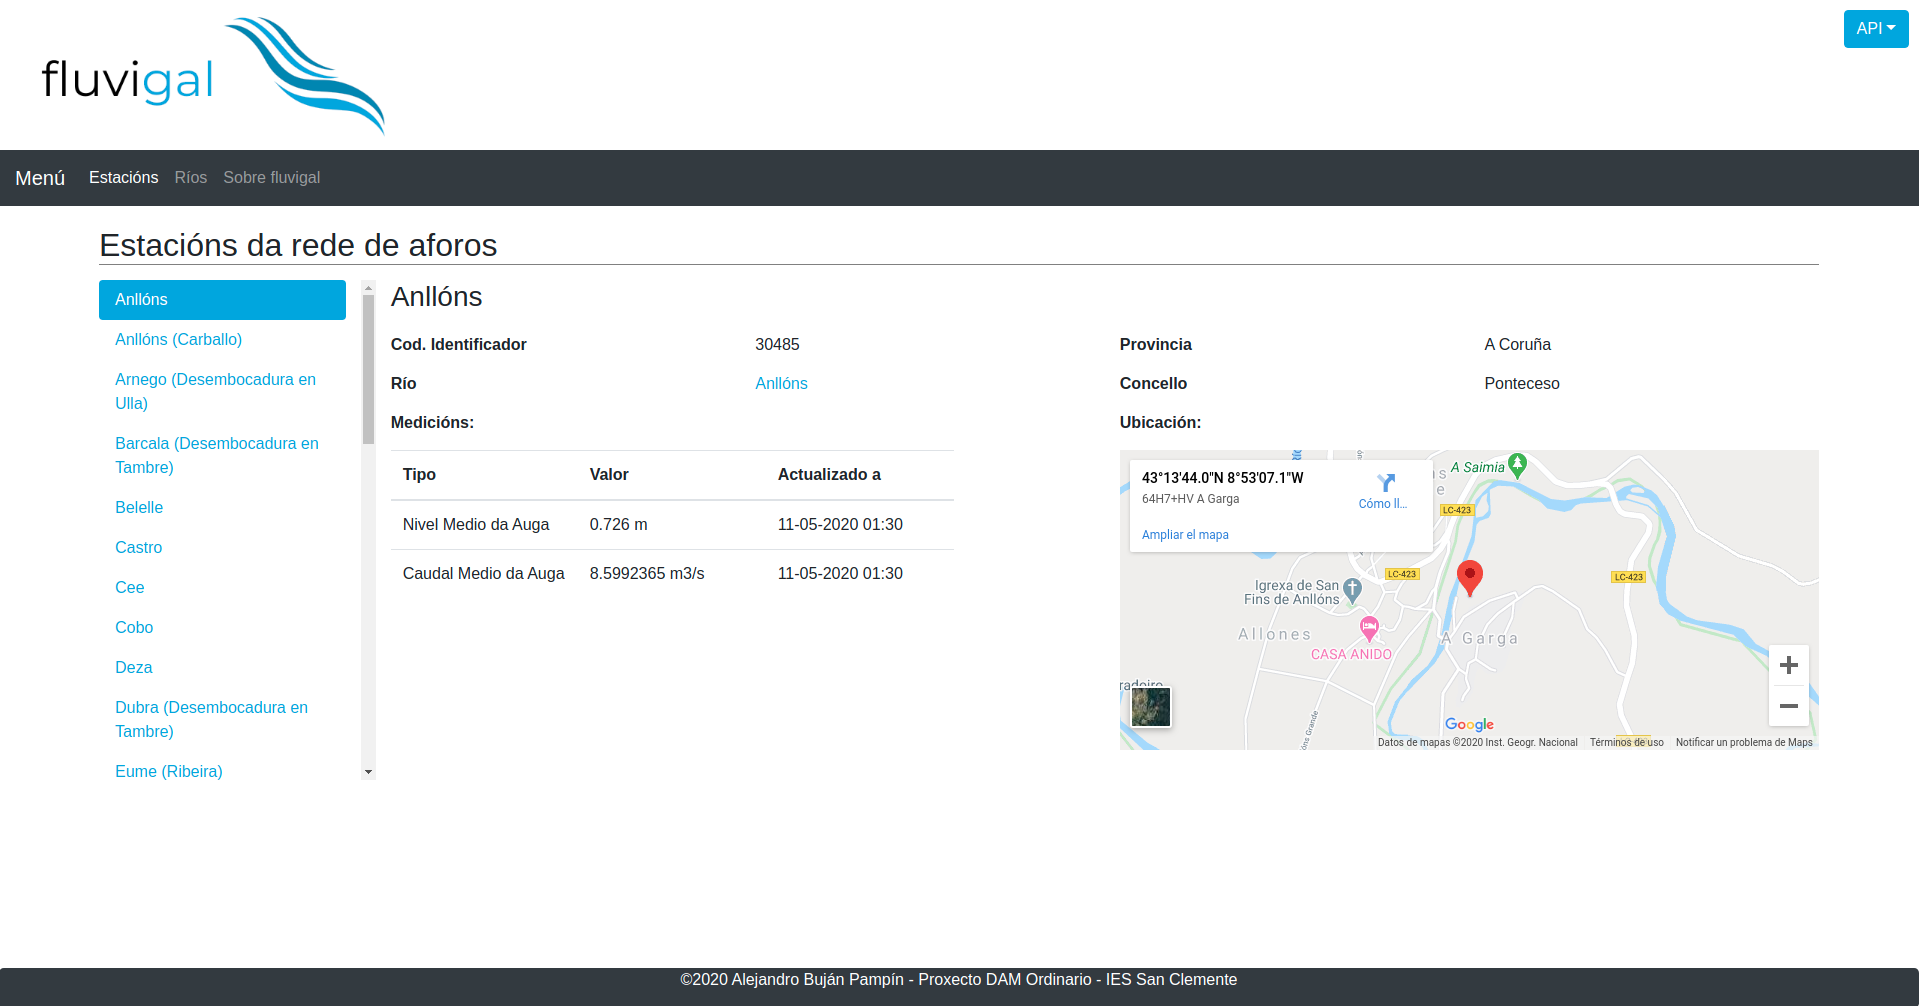 fluvigal
API
Menú Estacións Ríos Sobre fluvigal
Estacións da rede de aforos
Anllóns
Anllóns (Carballo)
Arnego (Desembocadura en
Ulla)
Barcala (Desembocadura en
Tambre)
Belelle
Castro
Cee
Cobo
Deza
Dubra (Desembocadura en
Tambre)
Eume (Ribeira)
Anllóns
Cod. Identificador 30485
Río Anllóns
Medicións:
Tipo Valor Actualizado a
Nivel Medio da Auga 0.726 m 11-05-2020 01:30
Caudal Medio da Auga 8.5992365 m3/s 11-05-2020 01:30
Provincia A Coruña
Concello Ponteceso
Ubicación:
43°13'44.0"N 8°53'07.1"W
64H7+HV A Garga
Cómo ll...
Ampliar el mapa
A Saimia
LC-423
LC-423
LC-423
Igrexa de San
Fins de Anllóns
Allones
A Garga
CASA ANIDO
Google
Datos de mapas ©2020 Inst. Geogr. Nacional Términos de uso Notificar un problema de Maps
©2020 Alejandro Buján Pampín - Proxecto DAM Ordinario - IES San Clemente